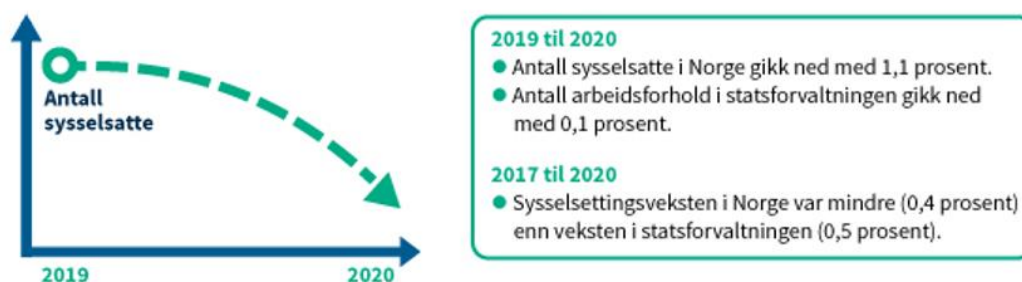 Antall
sysselsatte
2019
2020
2019 til 2020
● Antall sysselsatte i Norge gikk ned med 1,1 prosent.
● Antall arbeidsforhold i statsforvaltningen gikk ned
med 0,1 prosent.
2017 til 2020
● Sysselsettingsveksten i Norge var mindre (0,4 prosent)
enn veksten i statsforvaltningen (0,5 prosent).